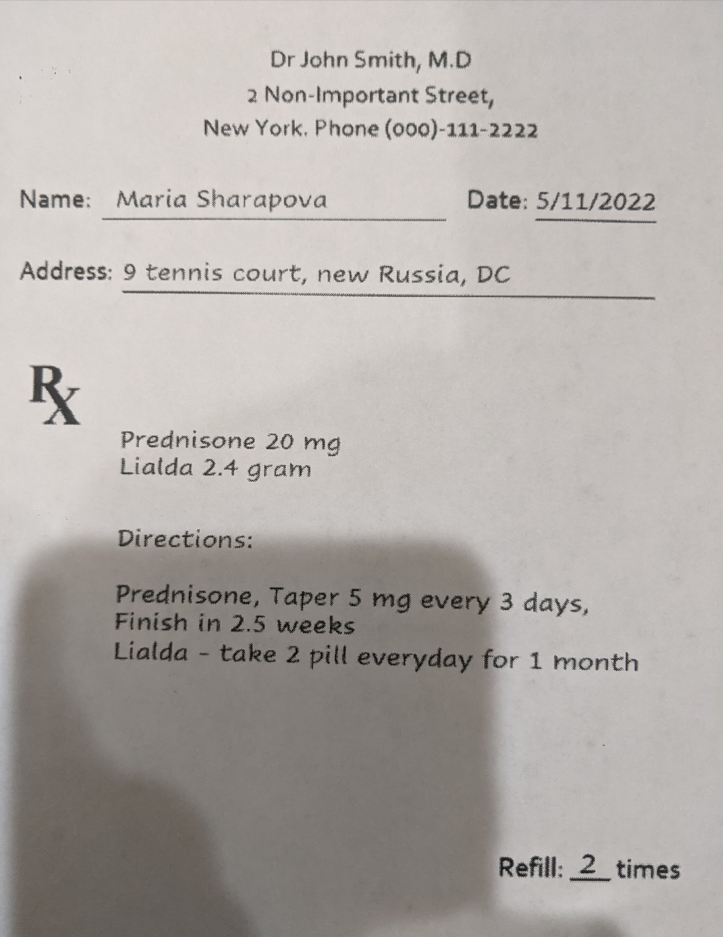 Dr John Smith, M.D
2 Non-Important Street,
New York. Phone (000)-111-2222
Name: Maria Sharapova Date: 5/11/2022
Address: 9 tennis court, new Russia, DC
Rx
Prednisone 20 mg
Lialda 2.4 gram
Directions:
Prednisone, Taper 5 mg every 3 days,
Finish in 2.5 weeks
Lialda - take 2 pill everyday for 1 month
Refill: 2 times